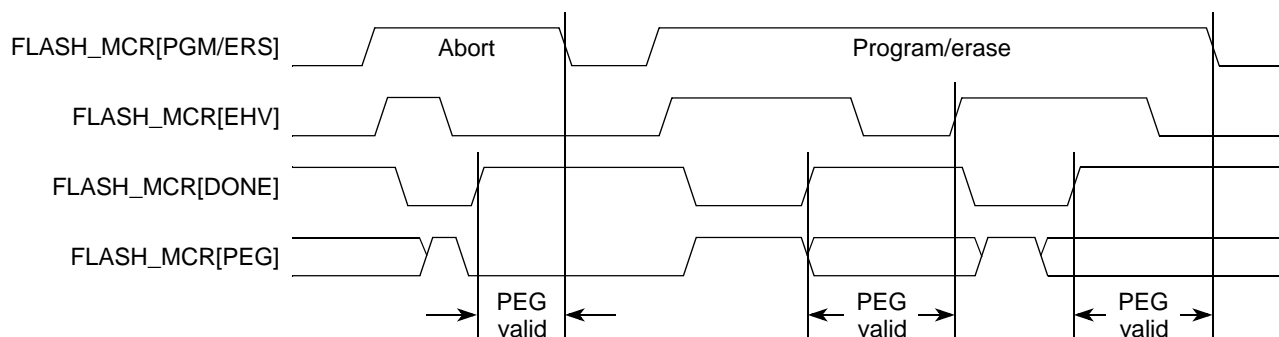 FLASH_MCR[PGM/ERS]
Abort
Program/erase
FLASH_MCR[EHV]
FLASH_MCR[DONE]
FLASH_MCR[PEG]
PEG
valid
PEG
valid
PEG
valid